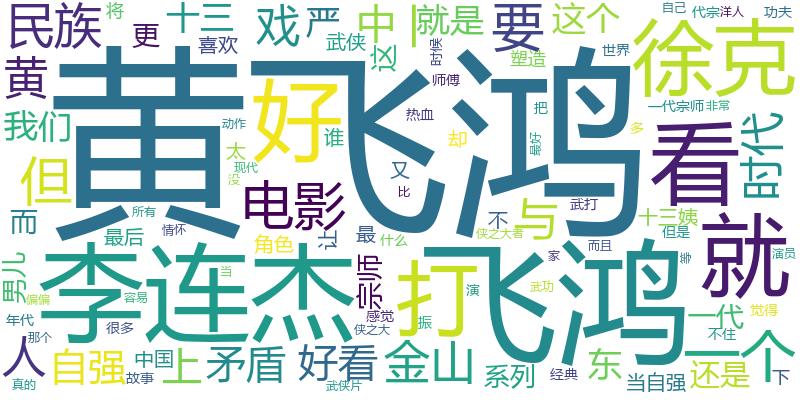 民族
将
十三
喜欢
更
戏
严
武侠
中
这
就是
时候
要
塑造
这个
世界
自己
代宗
洋人
功夫
徐克
黄
黄飞鸿
好
师傅
热血
却
谁
把
一代宗师
非常
最好
多
时代
我们
动作
太
现代
没
但
看
电影
又
比
不
与
武打
十三姨
就
而
所有
情怀
最后
角色
让
最
什么
侠之大者
而且
但是
家
等
演员
男儿
偏偏
李连杰
当
容易
宗师
打
飞鸿
武功
演
感觉
侠之大
振
一代
觉得
不住
一个
年代
那个
很多
人
真的
自强
中国
故事
上
矛盾
好看
武侠片
金山
系列
经典
东
当自强
还是
下